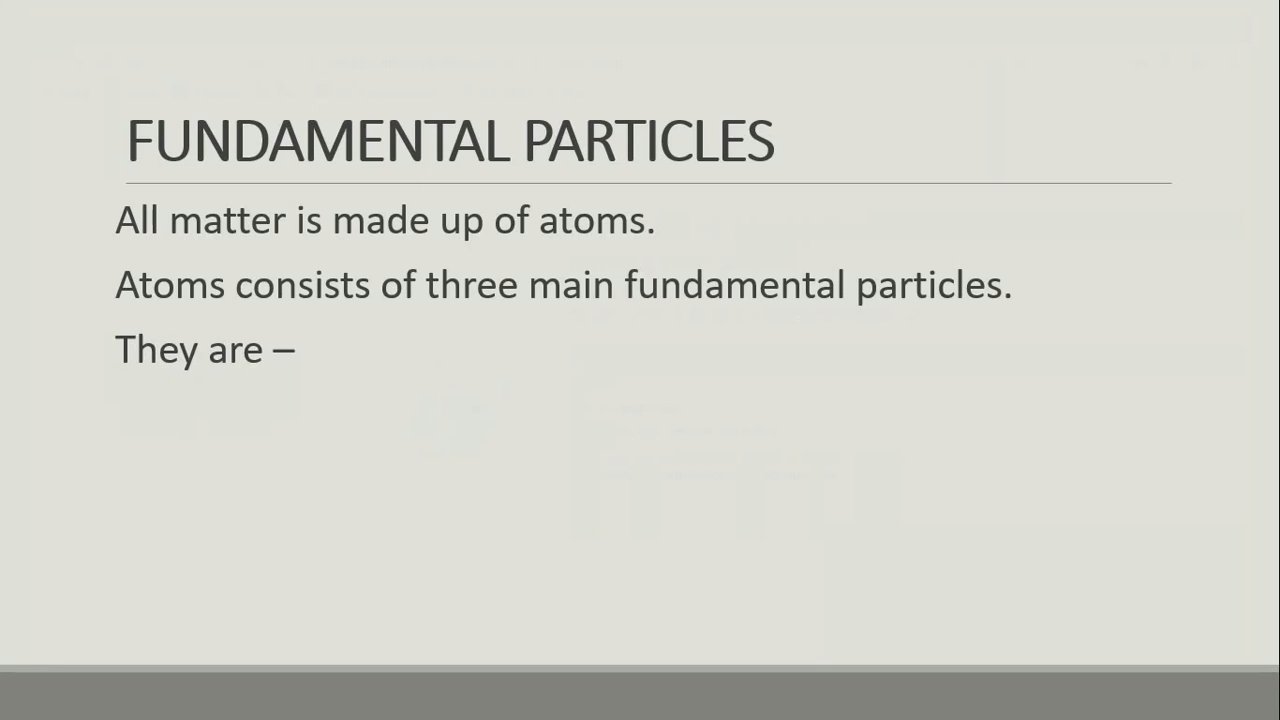 FUNDAMENTAL PARTICLES
All matter is made up of atoms.
Atoms consists of three main fundamental particles.
They are –